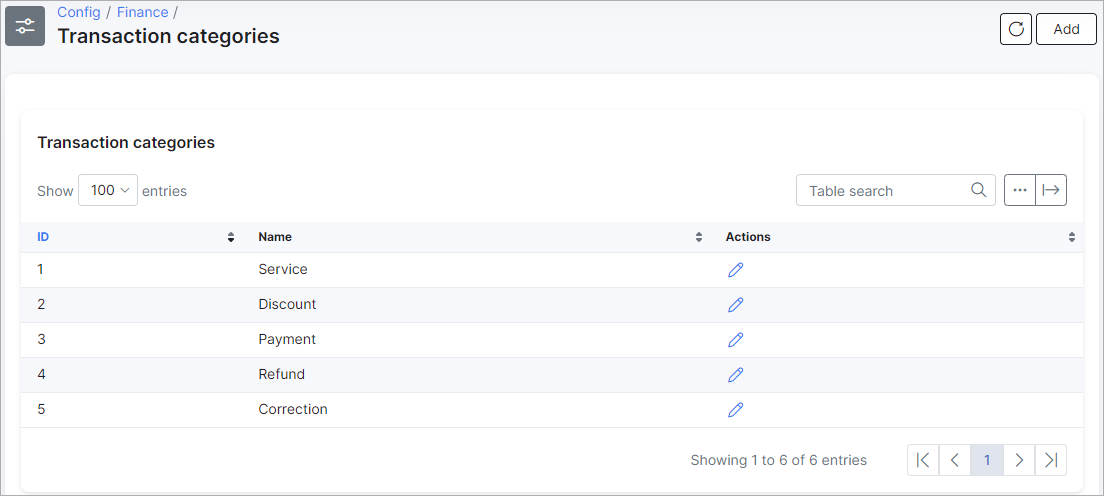 Config / Finance /
Transaction categories
Add
Transaction categories
Show 100 entries
Table search
ID Name Actions
1 Service
2 Discount
3 Payment
4 Refund
5 Correction
Showing 1 to 6 of 6 entries
1